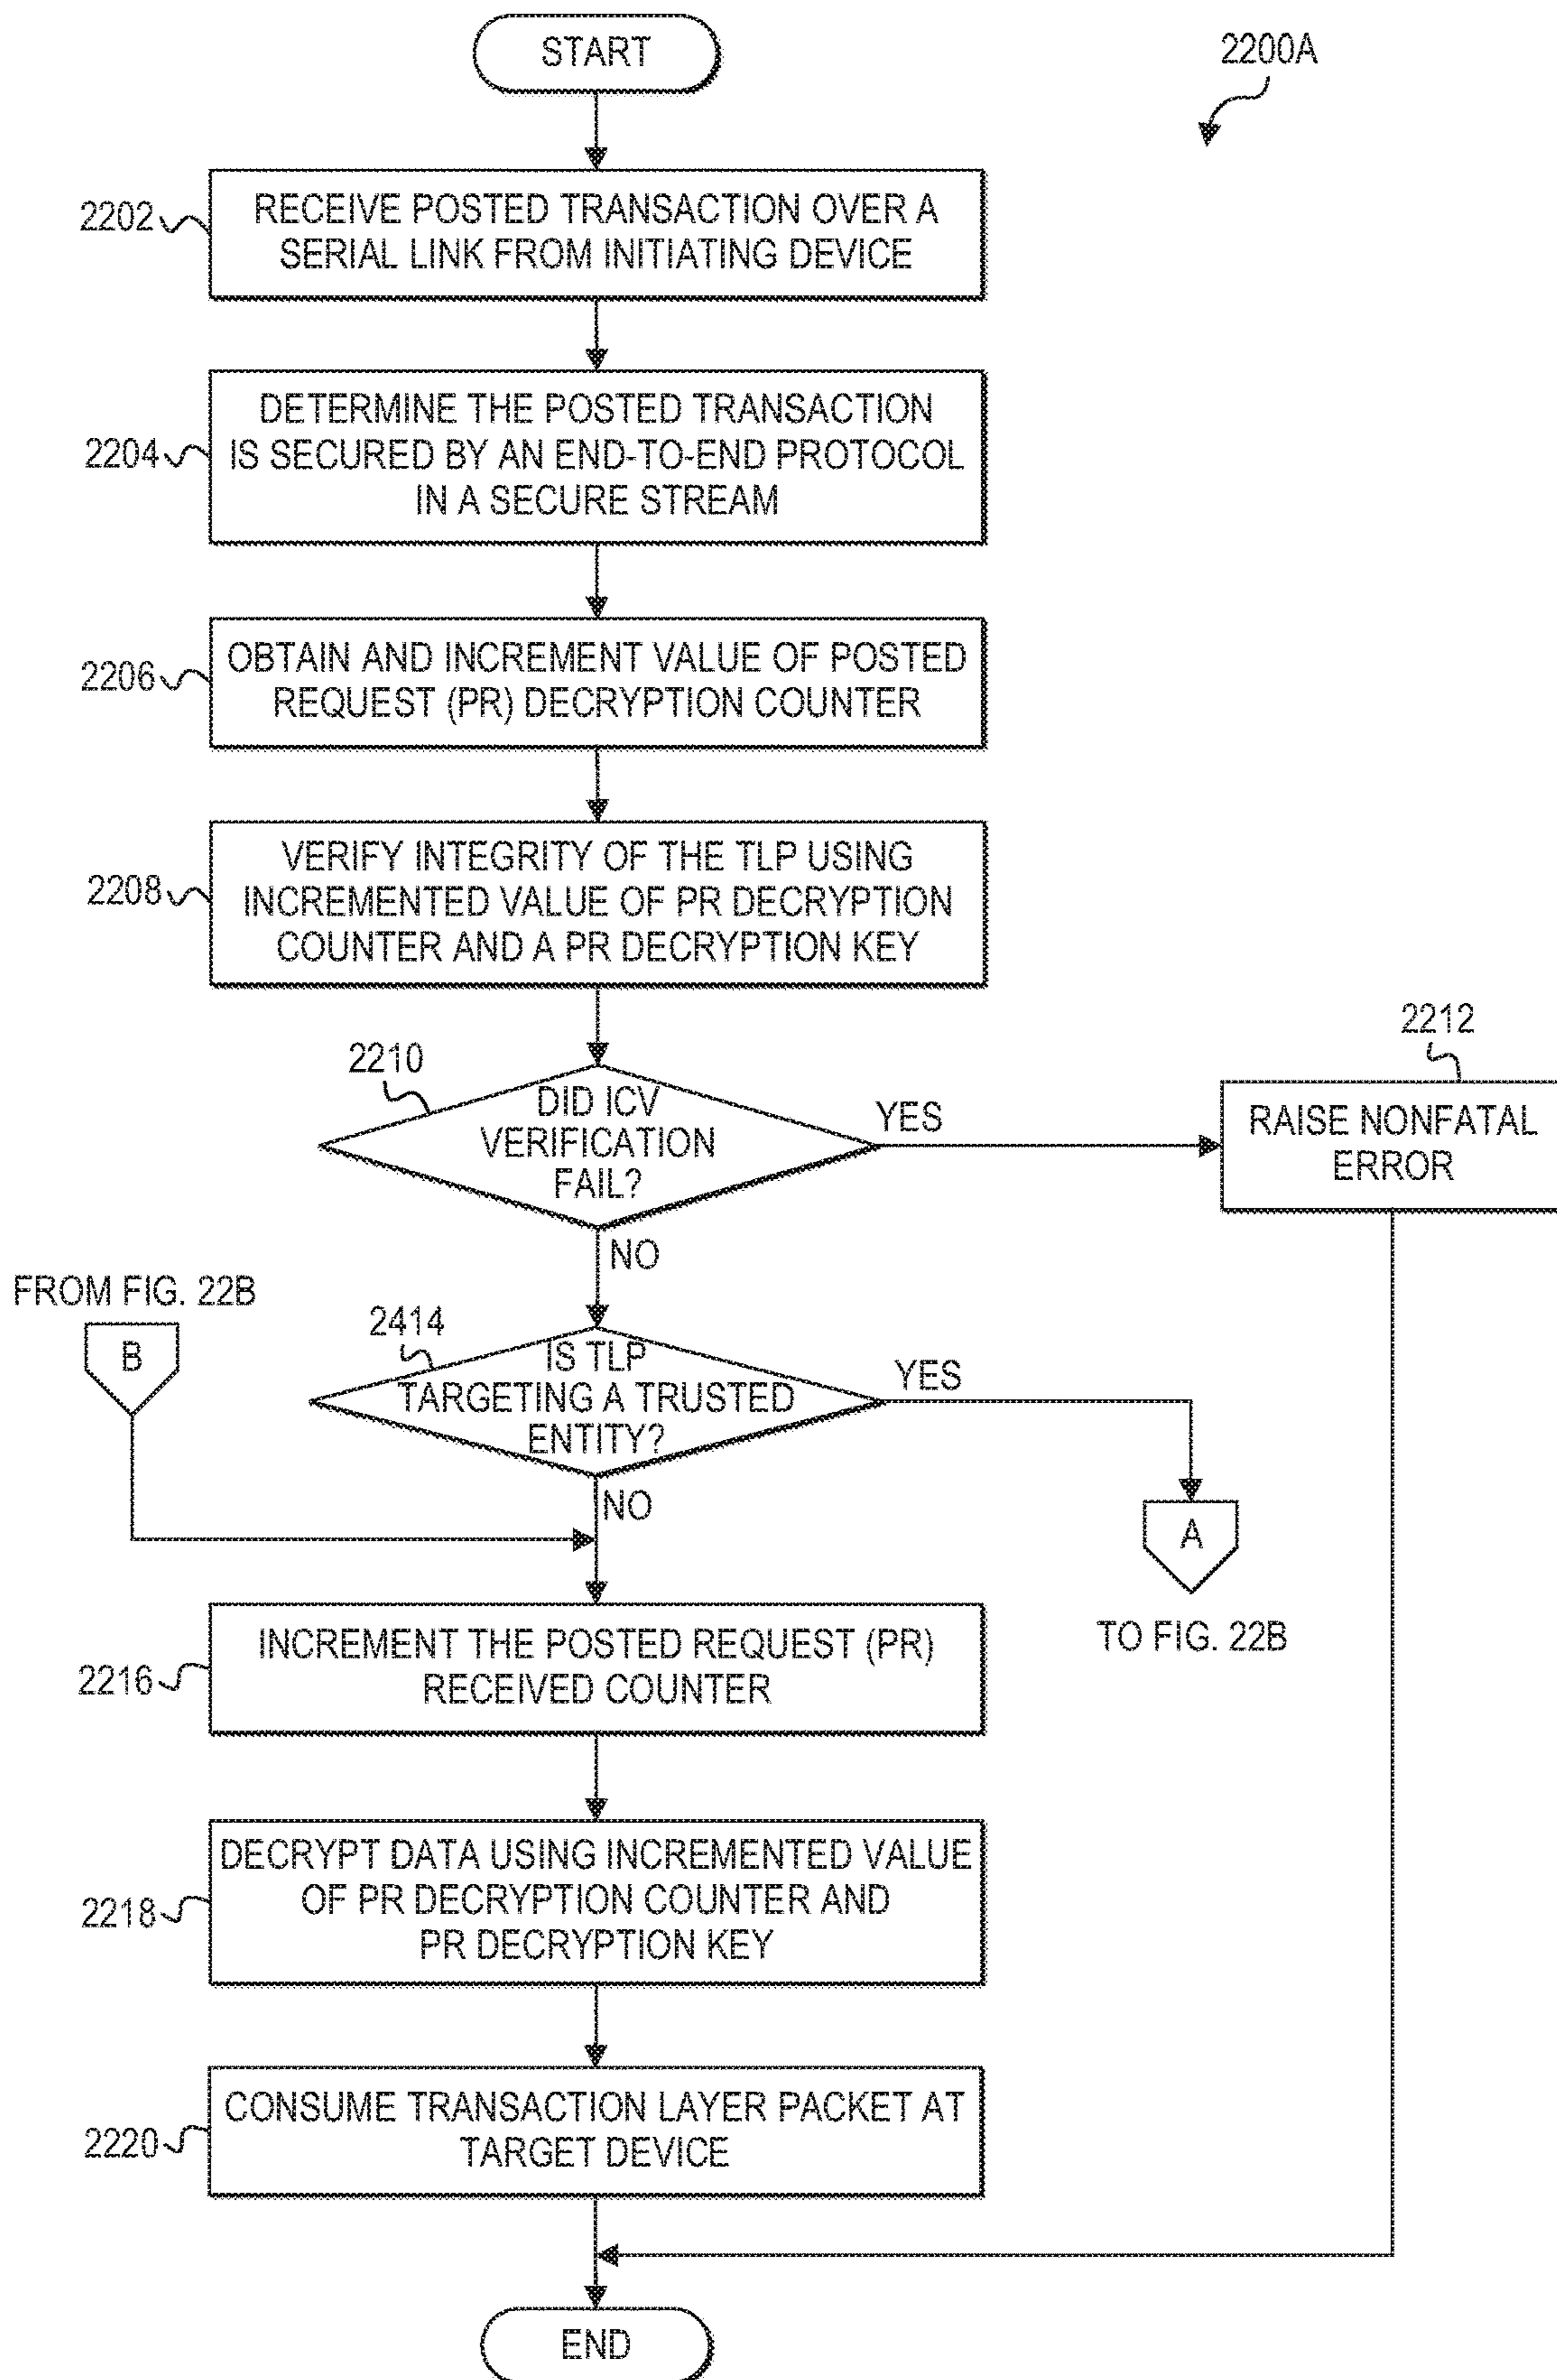 START
2200A
2202
RECEIVE POSTED TRANSACTION OVER A
SERIAL LINK FROM INITIATING DEVICE
2204
DETERMINE THE POSTED TRANSACTION
IS SECURED BY AN END-TO-END PROTOCOL
IN A SECURE STREAM
2206
OBTAIN AND INCREMENT VALUE OF POSTED
REQUEST (PR) DECRYPTION COUNTER
2208
VERIFY INTEGRITY OF THE TLP USING
INCREMENTED VALUE OF PR DECRYPTION
COUNTER AND A PR DECRYPTION KEY
2210
DID ICV
VERIFICATION
FAIL?
YES
2212
RAISE NONFATAL
ERROR
NO
FROM FIG. 22B
B
2414
IS TLP
TARGETING A TRUSTED
ENTITY?
YES
NO
A
TO FIG. 22B
2216
INCREMENT THE POSTED REQUEST (PR)
RECEIVED COUNTER
2218
DECRYPT DATA USING INCREMENTED VALUE
OF PR DECRYPTION COUNTER AND
PR DECRYPTION KEY
2220
CONSUME TRANSACTION LAYER PACKET AT
TARGET DEVICE
END